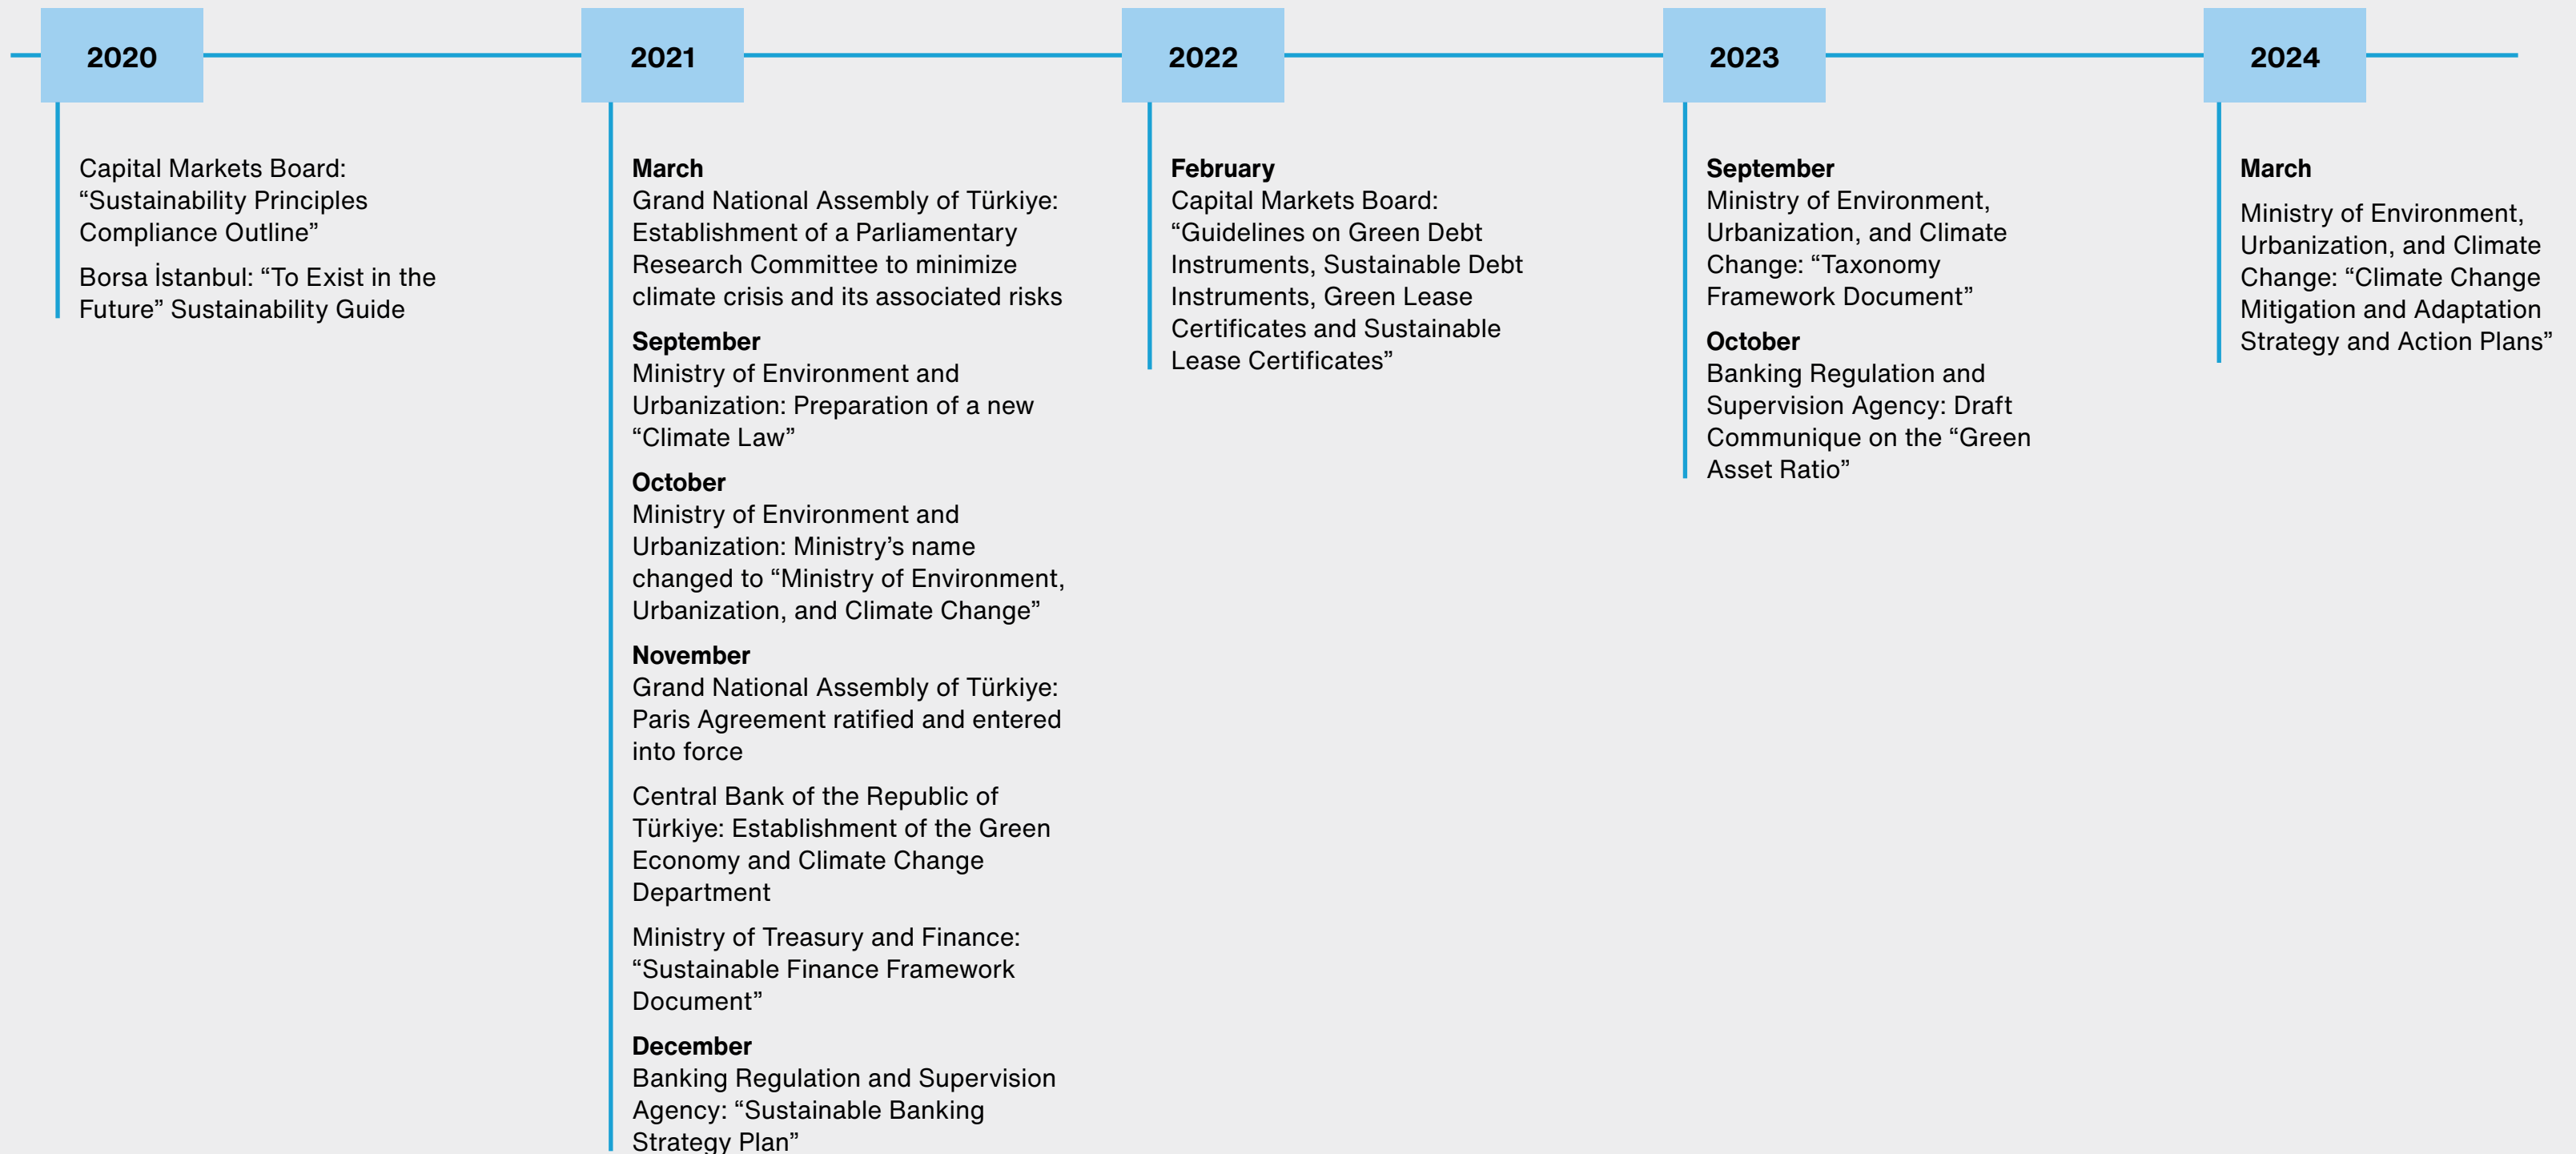 2020
Capital Markets Board:
“Sustainability Principles
Compliance Outline”
Borsa İstanbul: “To Exist in the
Future” Sustainability Guide
2021
March
Grand National Assembly of Türkiye:
Establishment of a Parliamentary
Research Committee to minimize
climate crisis and its associated risks
September
Ministry of Environment and
Urbanization: Preparation of a new
“Climate Law”
October
Ministry of Environment and
Urbanization: Ministry’s name
changed to “Ministry of Environment,
Urbanization, and Climate Change”
November
Grand National Assembly of Türkiye:
Paris Agreement ratified and entered
into force
Central Bank of the Republic of
Türkiye: Establishment of the Green
Economy and Climate Change
Department
Ministry of Treasury and Finance:
“Sustainable Finance Framework
Document”
December
Banking Regulation and Supervision
Agency: “Sustainable Banking
Strategy Plan”
2022
February
Capital Markets Board:
“Guidelines on Green Debt
Instruments, Sustainable Debt
Instruments, Green Lease
Certificates and Sustainable
Lease Certificates”
2023
September
Ministry of Environment,
Urbanization, and Climate
Change: “Taxonomy
Framework Document”
October
Banking Regulation and
Supervision Agency: Draft
Communique on the “Green
Asset Ratio”
2024
March
Ministry of Environment,
Urbanization, and Climate
Change: “Climate Change
Mitigation and Adaptation
Strategy and Action Plans”